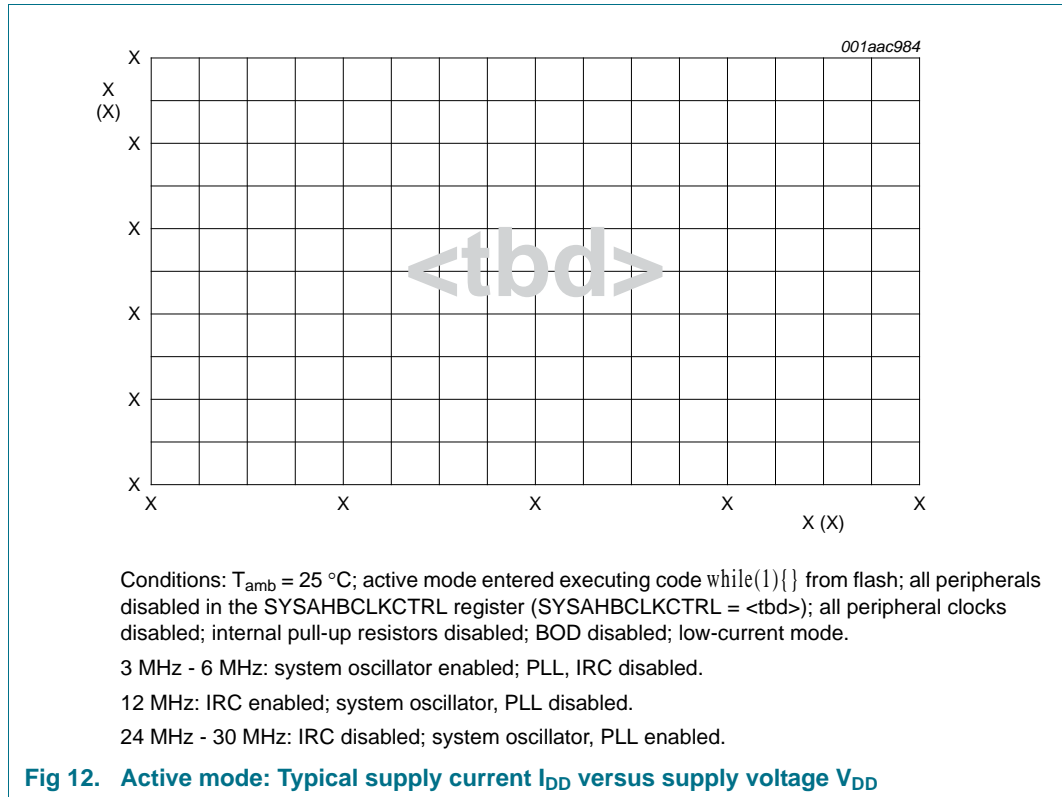 001aac984
X
X
(X)
X
X
<tbd>
X
X
X
X X X X X
X (X)
Conditions: Tamb = 25 °C; active mode entered executing code while(1){} from flash; all peripherals
disabled in the SYSAHBCLKCTRL register (SYSAHBCLKCTRL = <tbd>); all peripheral clocks
disabled; internal pull-up resistors disabled; BOD disabled; low-current mode.
3 MHz - 6 MHz: system oscillator enabled; PLL, IRC disabled.
12 MHz: IRC enabled; system oscillator, PLL disabled.
24 MHz - 30 MHz: IRC disabled; system oscillator, PLL enabled.
Fig 12. Active mode: Typical supply current IDD versus supply voltage VDD